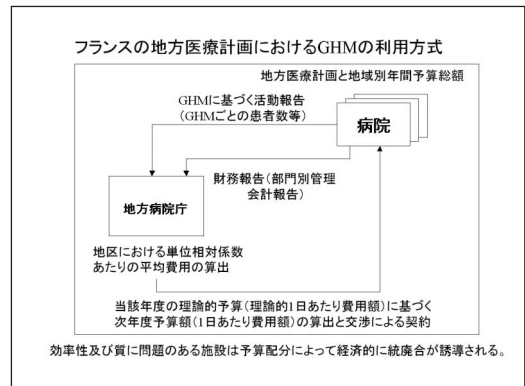 フランスの地方医療計画におけるGHMの利用方式
地方医療計画と地域別年間予算総額
GHMに基づく活動報告
(GHMごとの患者数等)
病院
財務報告(部門別管理
会計報告)
地方病院庁
地区における単位相対係数
あたりの平均費用の算出
当該年度の理論的予算(理論的1日あたり費用額)に基づく
次年度予算額(1日あたり費用額)の算出と交渉による契約
効率性及び質に問題のある施設は予算配分によって経済的に統廃合が誘導される。